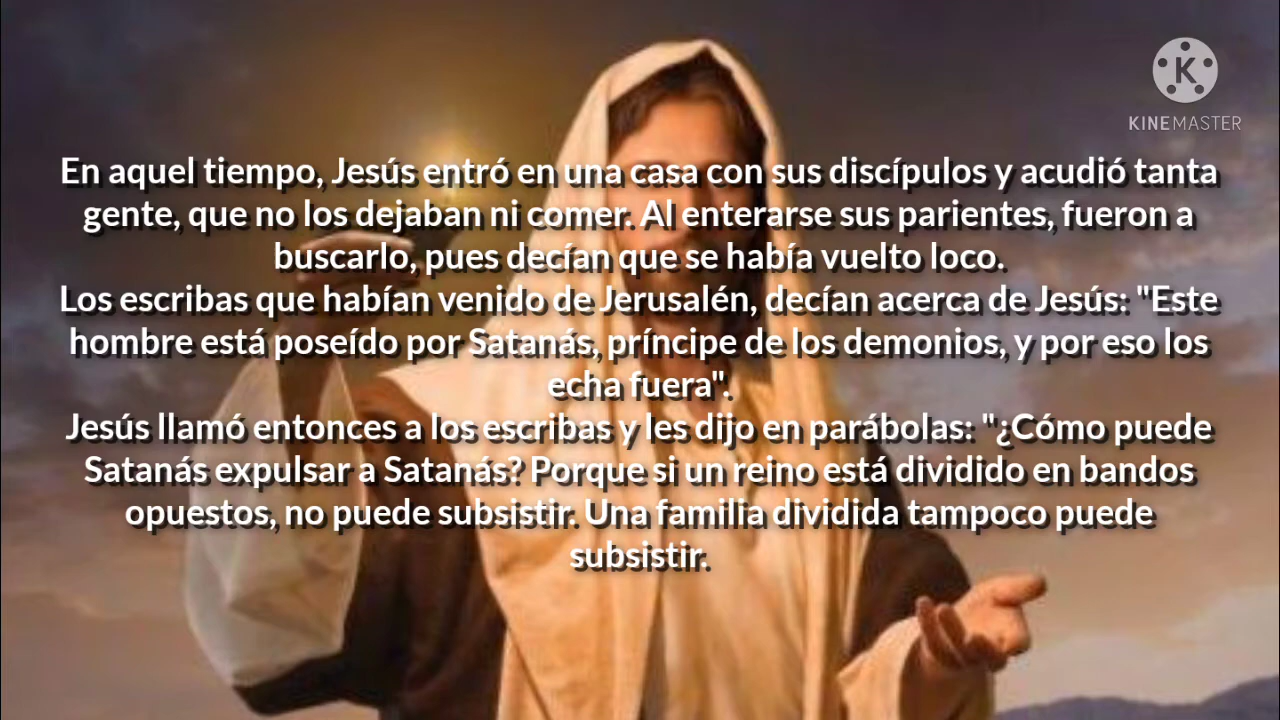 KINEMASTER
En aquel tiempo, Jesús entró en una casa con sus discípulos y acudió tanta
gente, que no los dejaban ni comer. Al enterarse sus parientes, fueron a
buscarlo, pues decían que se había vuelto loco.
Los escribas que habían venido de Jerusalén, decían acerca de Jesús: "Este
hombre está poseído por Satanás, príncipe de los demonios, y por eso los
echa fuera".
Jesús llamó entonces a los escribas y les dijo en parábolas: "¿Cómo puede
Satanás expulsar a Satanás? Porque si un reino está dividido en bandos
opuestos, no puede subsistir. Una familia dividida tampoco puede
subsistir.